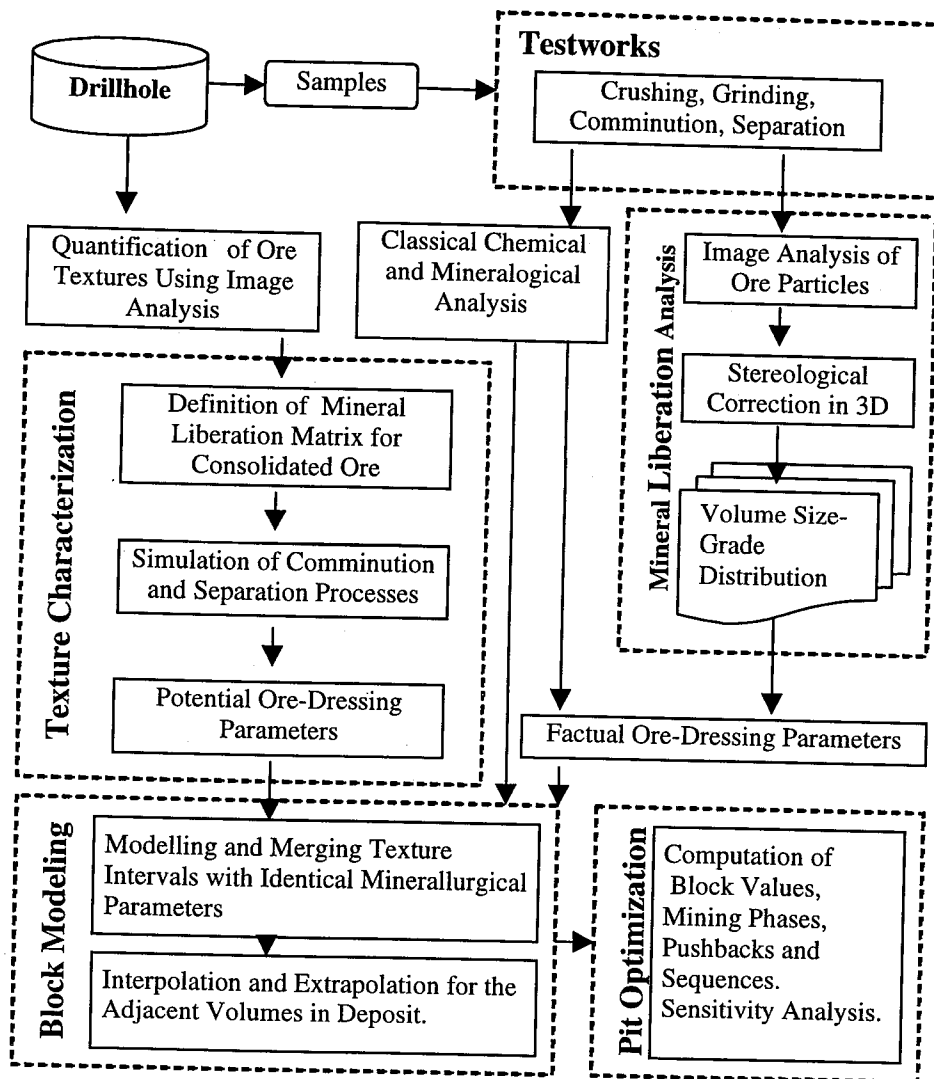 Testworks
Drillhole
Samples
Crushing, Grinding,
Comminution, Separation
Quantification of Ore
Textures Using Image
Analysis
Classical Chemical
and Mineralogical
Analysis
Mineral Liberation Analysis
Image Analysis of
Ore Particles
Stereological
Correction in 3D
Volume Size-
Grade
Distribution
Texture Characterization
Definition of Mineral
Liberation Matrix for
Consolidated Ore
Simulation of Comminution
and Separation Processes
Potential Ore-Dressing
Parameters
Factual Ore-Dressing Parameters
Block Modeling
Modelling and Merging Texture
Intervals with Identical Minerallurgical
Parameters
Interpolation and Extrapolation for the
Adjacent Volumes in Deposit.
Pit Optimization
Computation of
Block Values,
Mining Phases,
Pushbacks and
Sequences.
Sensitivity Analysis.